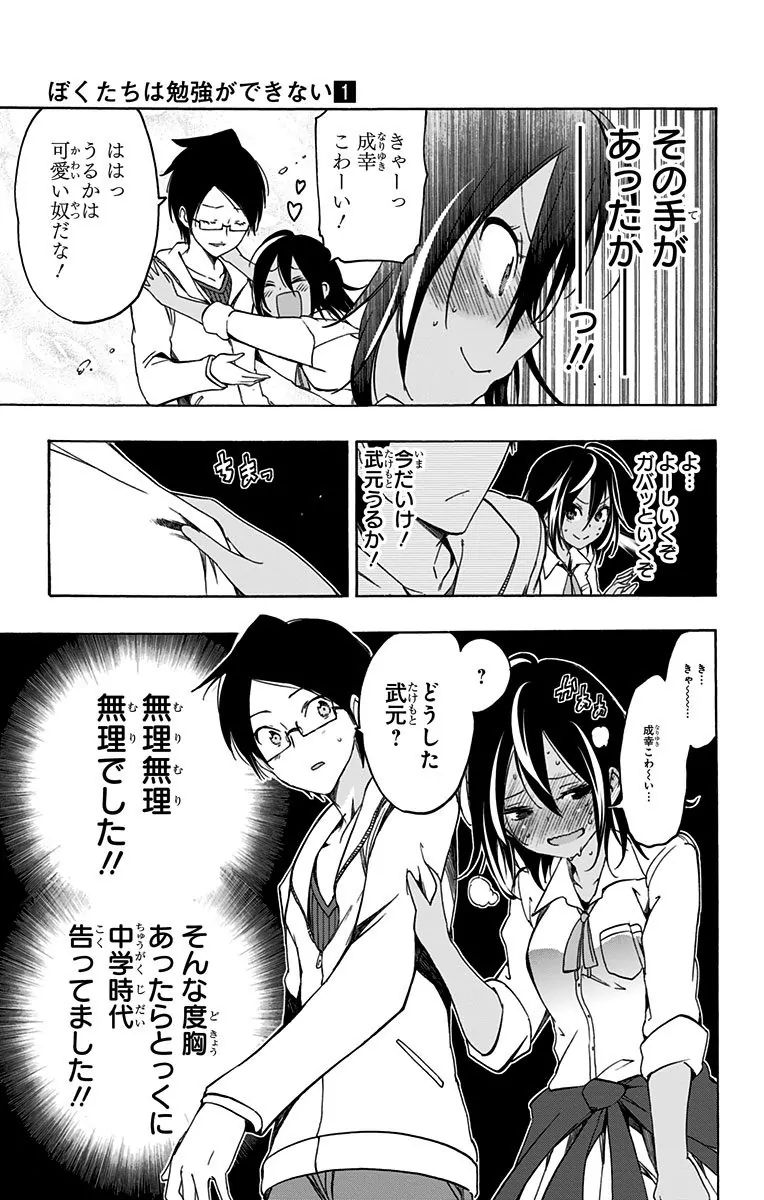 ぼくたちは勉強ができない1
その手が
あったか
───っ!!
きゃーっ
成幸
こわーい!
ははっ
うるかは
可愛い奴だな!
よ…
よーしいくぞ
ガバッといくぞ
今だいけ!
武元うるか!
ちまっ
き……
きゃ〜〜〜…
成幸こわ〜い…
?
どうした
武元?
無理無理
無理でした!!
そんな度胸
あったらとっくに
中学時代
告ってました!!